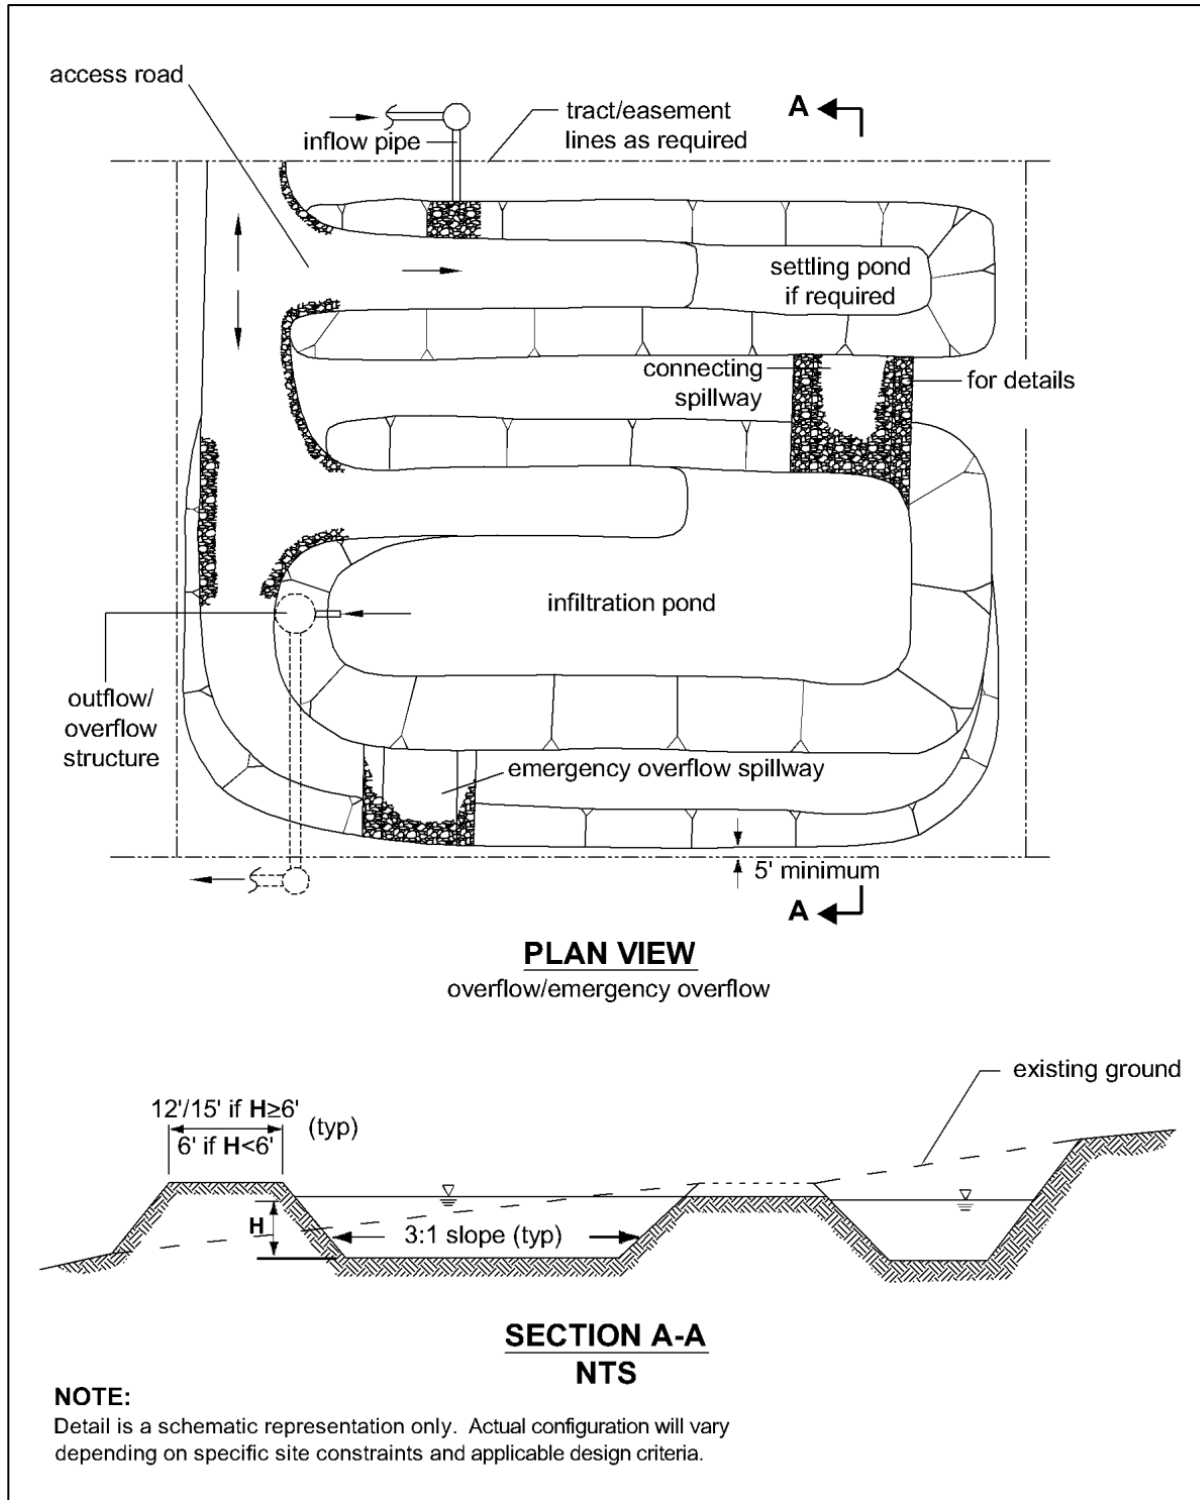 access road
A
tract/easement
lines as required
inflow pipe
settling pond
if required
connecting
spillway
for details
infiltration pond
outflow/
overflow
structure
emergency overflow spillway
5' minimum
A
PLAN VIEW
overflow/emergency overflow
existing ground
12'/15' if H≥6'
(typ)
6' if H<6'
H
3:1 slope (typ)
SECTION A-A
NTS
NOTE:
Detail is a schematic representation only. Actual configuration will vary
depending on specific site constraints and applicable design criteria.